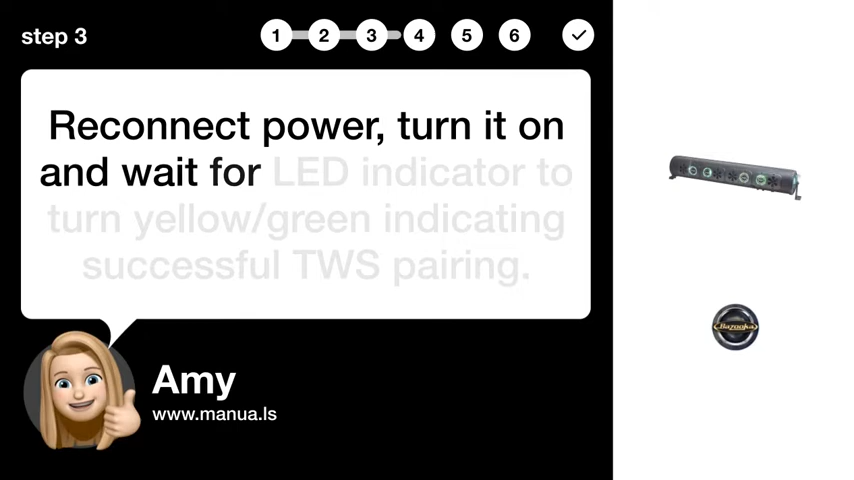 step 3
1 2 3 4 5 6
Reconnect power, turn it on
and wait for LED indicator to
turn yellow/green indicating
successful TWS pairing.
Amy
www.manua.ls
Bazooka